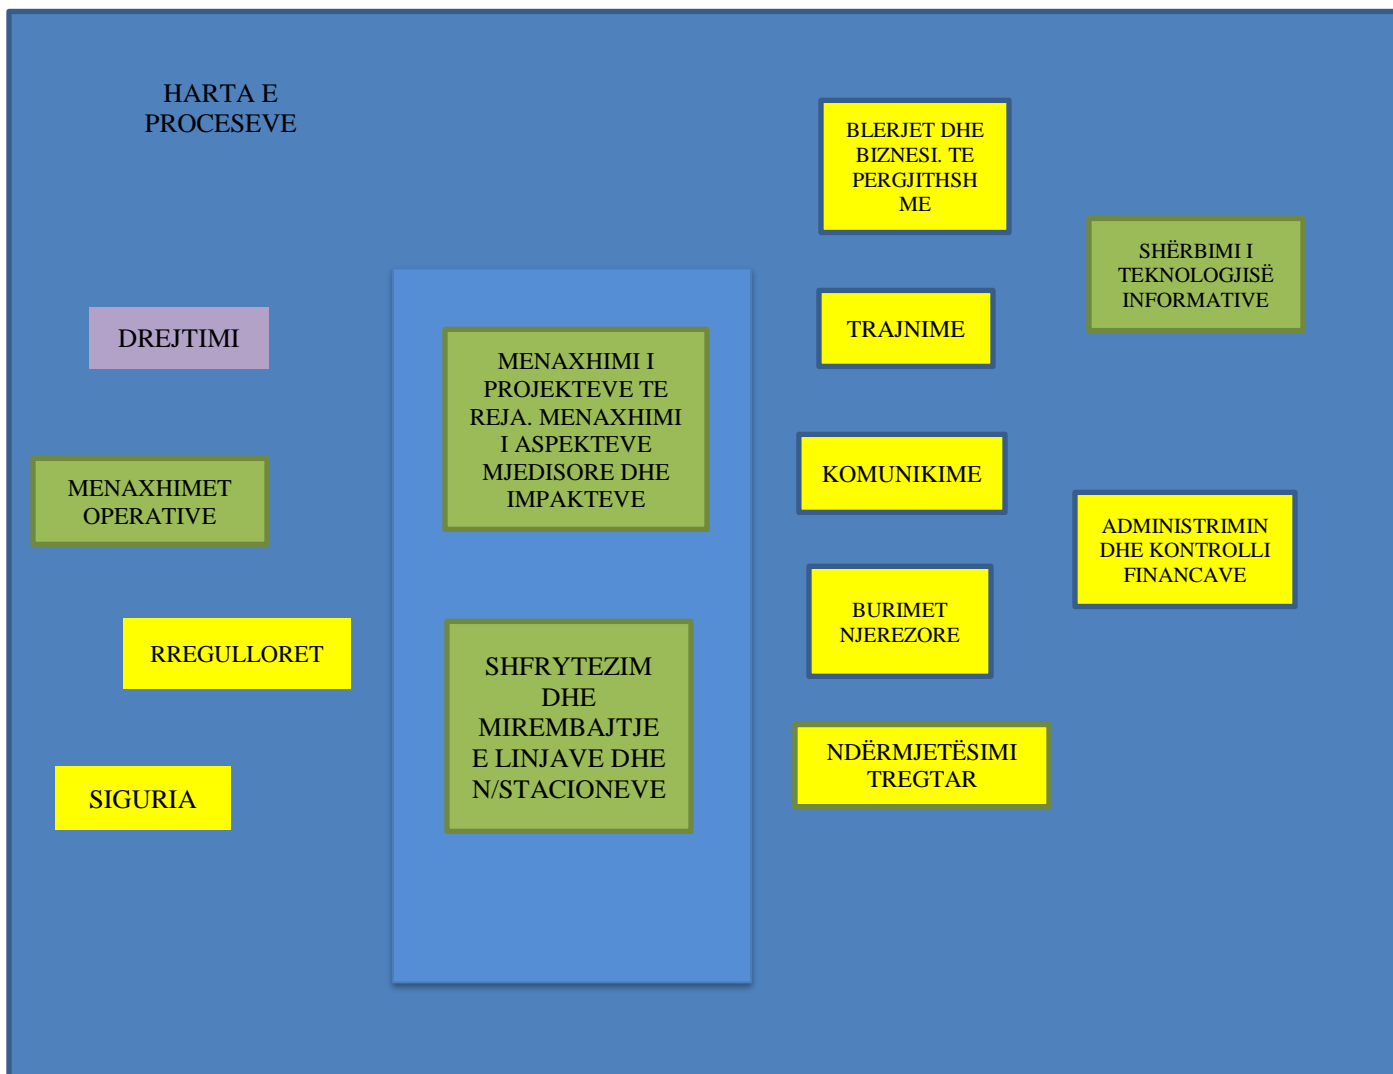 HARTA E
PROCESEVE
DREJTIMI
MENAXHIMET
OPERATIVE
RREGULLORET
SIGURIA
MENAXHIMI I
PROJEKTEVE TE
REJA. MENAXHIMI
I ASPEKTEVE
MJEDISORE DHE
IMPAKTEVE
SHFRYTEZIM
DHE
MIREMBAJTJE
E LINJAVE DHE
N/STACIONEVE
BLERJET DHE
BIZNESI. TE
PERGJITHSH
ME
TRAJNIME
KOMUNIKIME
BURIMET
NJEREZORE
NDËRMJETËSIMI
TREGTAR
SHËRBIMI I
TEKNOLOGJISË
INFORMATIVE
ADMINISTRIMIN
DHE KONTROLLI
FINANCAVE